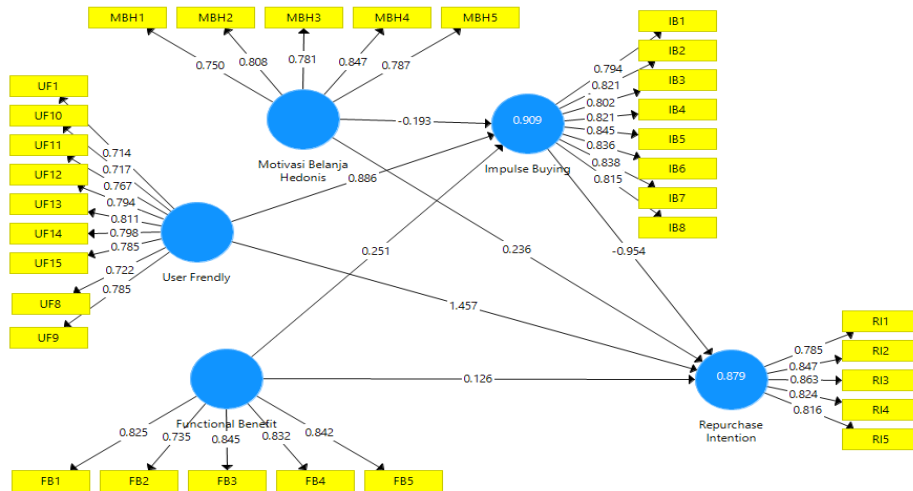 MBH1
MBH2
MBH3
MBH4
MBH5
0.750
0.808
0.781
0.847
0.787
Motivasi Belanja
Hedonis
IB1
IB2
IB3
IB4
IB5
IB6
IB7
IB8
0.794
0.821
0.802
0.821
0.845
0.836
0.838
0.815
0.909
Impulse Buying
UF1
UF10
UF11
UF12
UF13
UF14
UF15
UF8
UF9
0.714
0.717
0.767
0.794
0.811
0.798
0.785
0.722
0.785
User Frendly
-0.193
0.886
0.251
0.236
-0.954
1.457
0.126
Functional Benefit
0.825
0.735
0.845
0.832
0.842
FB1
FB2
FB3
FB4
FB5
0.879
Repurchase
Intention
0.785
0.847
0.863
0.824
0.816
RI1
RI2
RI3
RI4
RI5